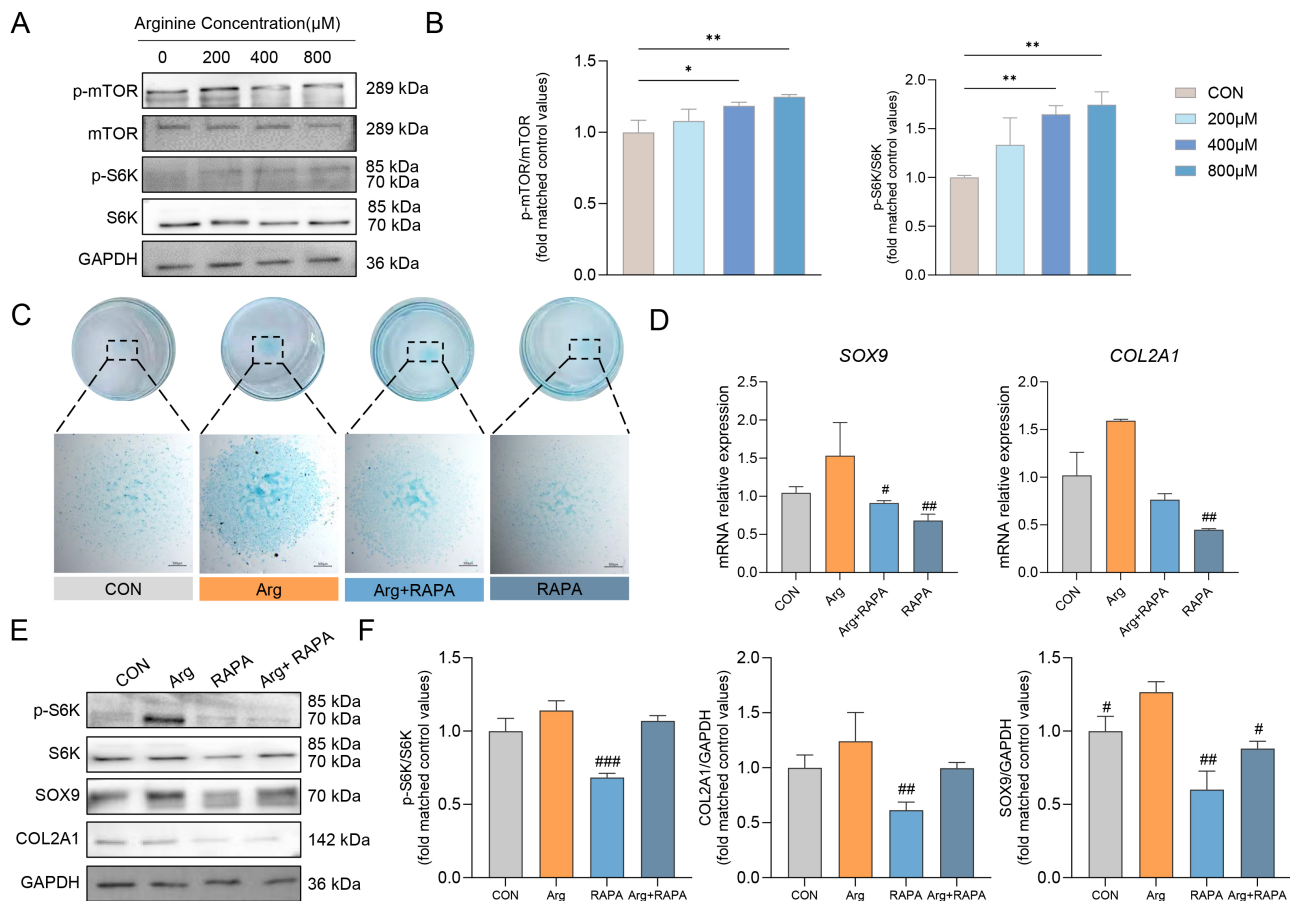 A
Arginine Concentration(μM)
0 200 400 800
p-mTOR 289 kDa
mTOR 289 kDa
p-S6K 85 kDa
70 kDa
S6K 85 kDa
70 kDa
GAPDH 36 kDa
B
p-mTOR/mTOR
(fold matched control values)
1.5
1.0
0.5
0.0
*
**
p-S6K/S6K
(fold matched control values)
2.0
1.5
1.0
0.5
0.0
**
**
CON
200μM
400μM
800μM
C
CON Arg Arg+RAPA RAPA
D
SOX9
mRNA relative expression
2.5
2.0
1.5
1.0
0.5
0.0
# ##
CON Arg Arg+RAPA RAPA
COL2A1
mRNA relative expression
2.0
1.5
1.0
0.5
0.0
##
CON Arg Arg+RAPA RAPA
E
CON Arg RAPA Arg+ RAPA
p-S6K 85 kDa
70 kDa
S6K 85 kDa
70 kDa
SOX9 70 kDa
COL2A1 142 kDa
GAPDH 36 kDa
F
p-S6K/S6K
(fold matched control values)
1.5
1.0
0.5
0.0
###
CON Arg RAPA Arg+RAPA
COL2A1/GAPDH
(fold matched control values)
2.0
1.5
1.0
0.5
0.0
##
CON Arg RAPA Arg+RAPA
SOX9/GAPDH
(fold matched control values)
1.5
1.0
0.5
0.0
# ## #
CON Arg RAPA Arg+RAPA